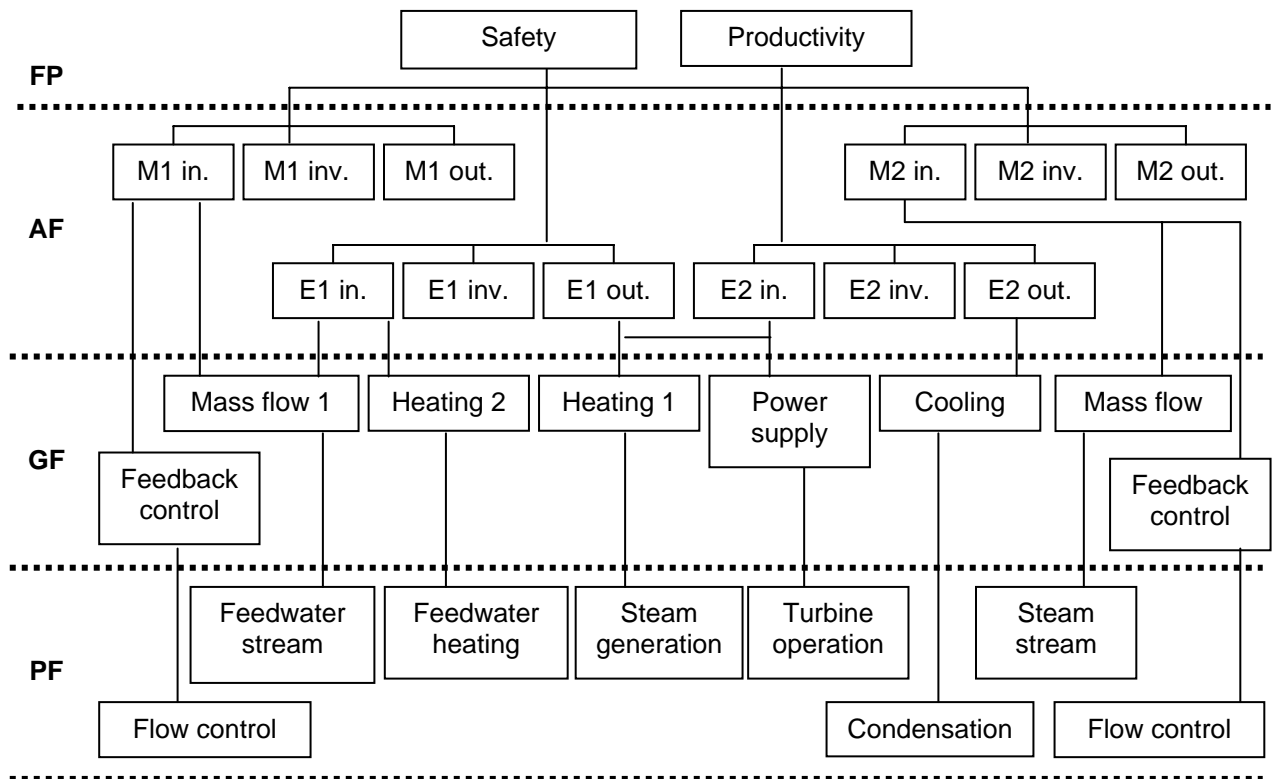 Safety
Productivity
FP
M1 in.
M1 inv.
M1 out.
M2 in.
M2 inv.
M2 out.
AF
E1 in.
E1 inv.
E1 out.
E2 in.
E2 inv.
E2 out.
Mass flow 1
Heating 2
Heating 1
Power
supply
Cooling
Mass flow
GF
Feedback
control
Feedback
control
Feedwater
stream
Feedwater
heating
Steam
generation
Turbine
operation
Steam
stream
PF
Flow control
Condensation
Flow control